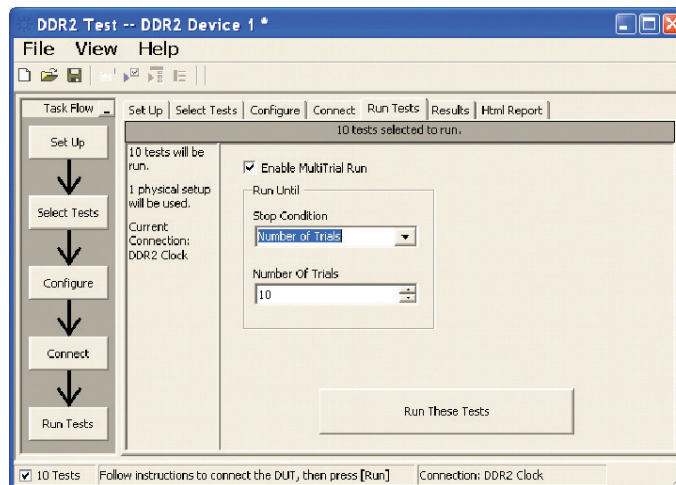 DDR2 Test -- DDR2 Device 1 *
File View Help
Task Flow
Set Up
Select Tests
Configure
Connect
Run Tests
Set Up Select Tests Configure Connect Run Tests Results Html Report
10 tests selected to run.
10 tests will be
run.
1 physical setup
will be used.
Current
Connection:
DDR2 Clock
Enable MultiTrial Run
Run Until
Stop Condition
Number of Trials
Number Of Trials
10
Run These Tests
10 Tests Follow instructions to connect the DUT, then press [Run] Connection: DDR2 Clock